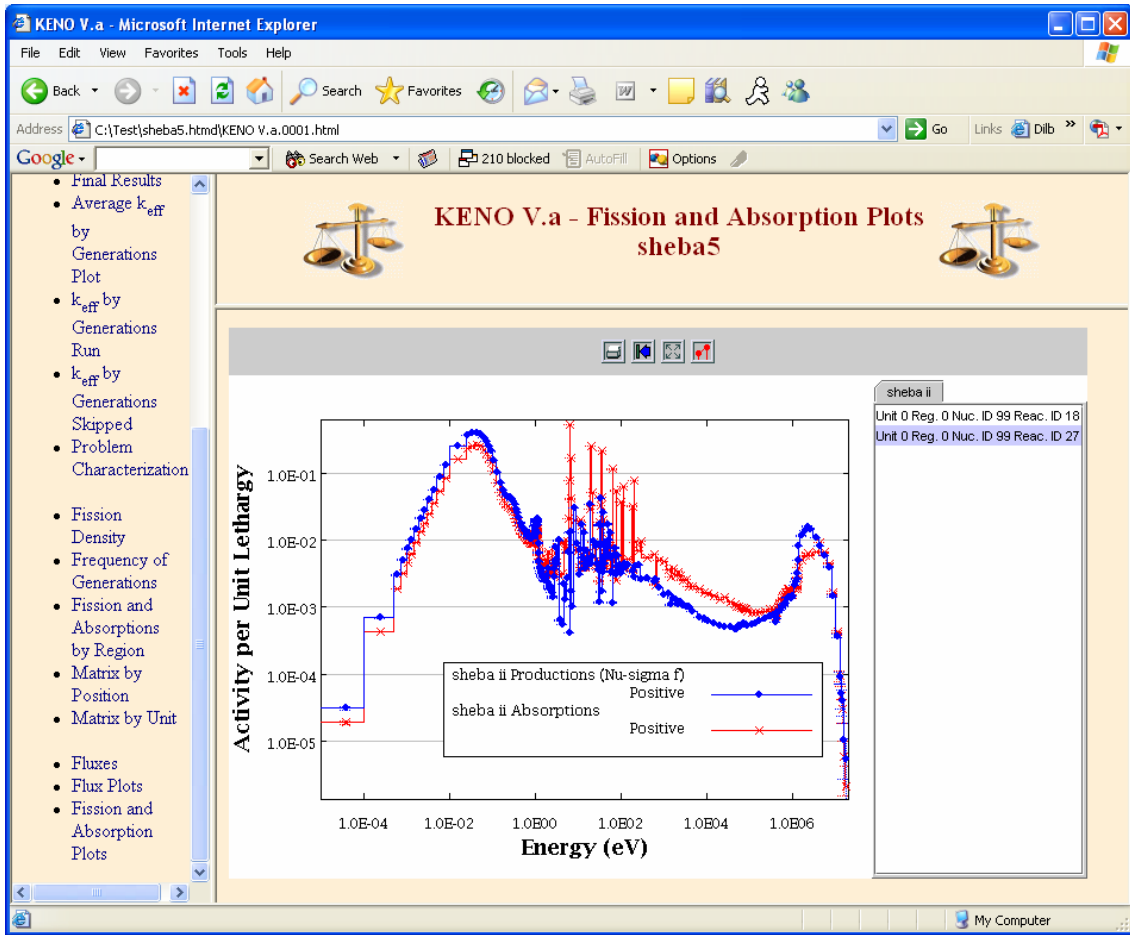 KENO V.a - Microsoft Internet Explorer
File Edit View Favorites Tools Help
Back Search Favorites
Address C:\Test\sheba5.htmd\KENO V.a.0001.html Go Links Dilb »
Google Search Web 210 blocked AutoFill Options
Final Results
Average keff
by
Generations
Plot
keff by
Generations
Run
keff by
Generations
Skipped
Problem
Characterization
Fission
Density
Frequency of
Generations
Fission and
Absorptions
by Region
Matrix by
Position
Matrix by Unit
Fluxes
Flux Plots
Fission and
Absorption
Plots
KENO V.a - Fission and Absorption Plots
sheba5
sheba ii
Unit 0 Reg. 0 Nuc. ID 99 Reac. ID 18
Unit 0 Reg. 0 Nuc. ID 99 Reac. ID 27
Activity per Unit Lethargy
1.0E-01
1.0E-02
1.0E-03
1.0E-04
1.0E-05
sheba ii Productions (Nu-sigma f)
Positive
sheba ii Absorptions
Positive
1.0E-04 1.0E-02 1.0E00 1.0E02 1.0E04 1.0E06
Energy (eV)
My Computer